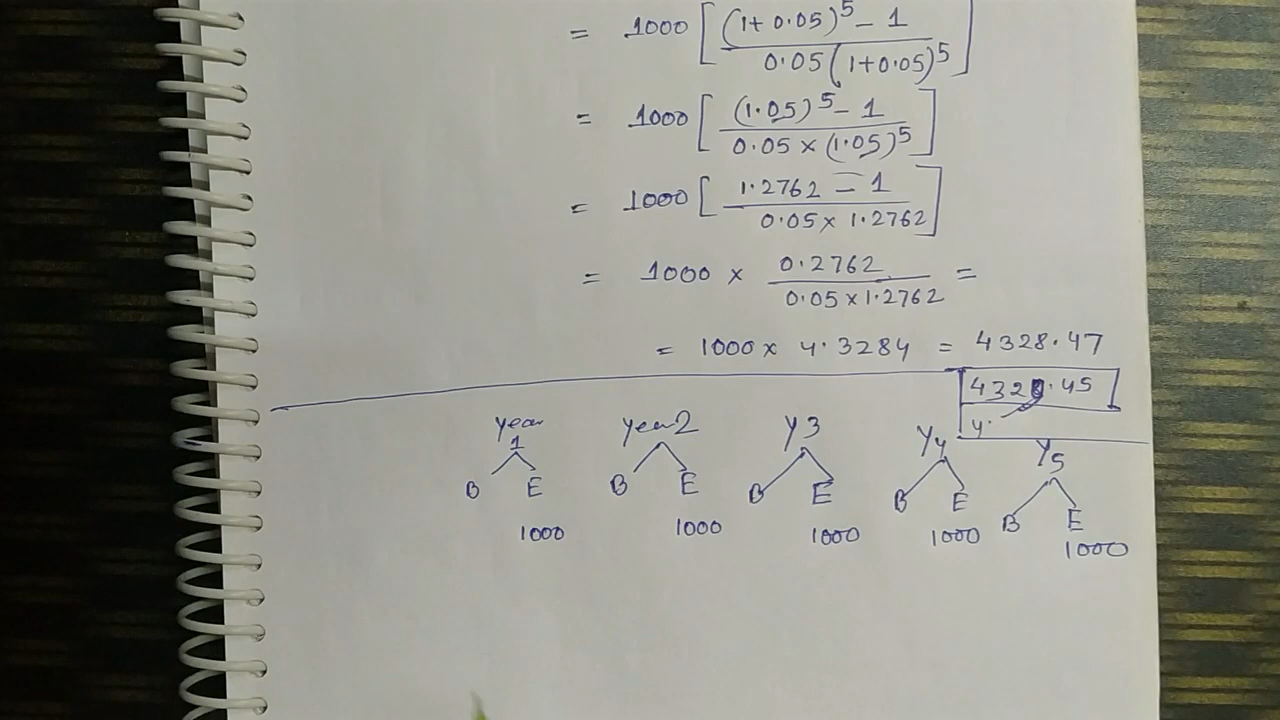 = 1000 [ (1+0.05)^5 - 1 / 0.05(1+0.05)^5 ]
= 1000 [ (1.05)^5 - 1 / 0.05 × (1.05)^5 ]
= 1000 [ 1.2762 - 1 / 0.05 × 1.2762 ]
= 1000 × 0.2762 / 0.05 × 1.2762 =
= 1000 × 4.3284 = 4328.47
4328.45
4.
year 1 year 2 Y3 Y4 Y5
B E B E B E B E B E
1000 1000 1000 1000 1000